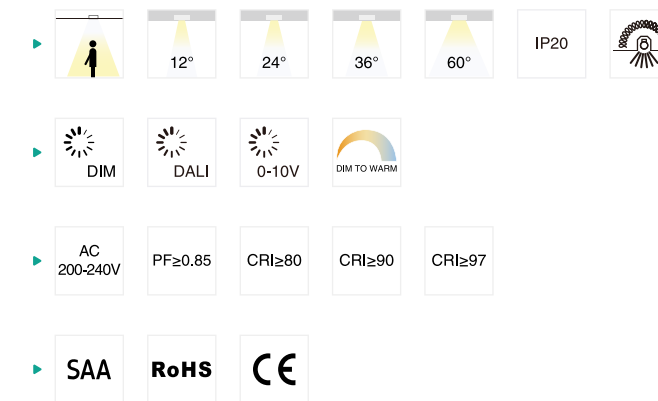 12°
24°
36°
60°
IP20
DIM
DALI
0-10V
DIM TO WARM
AC
200-240V
PF≥0.85
CRI≥80
CRI≥90
CRI≥97
SAA
RoHS
CE